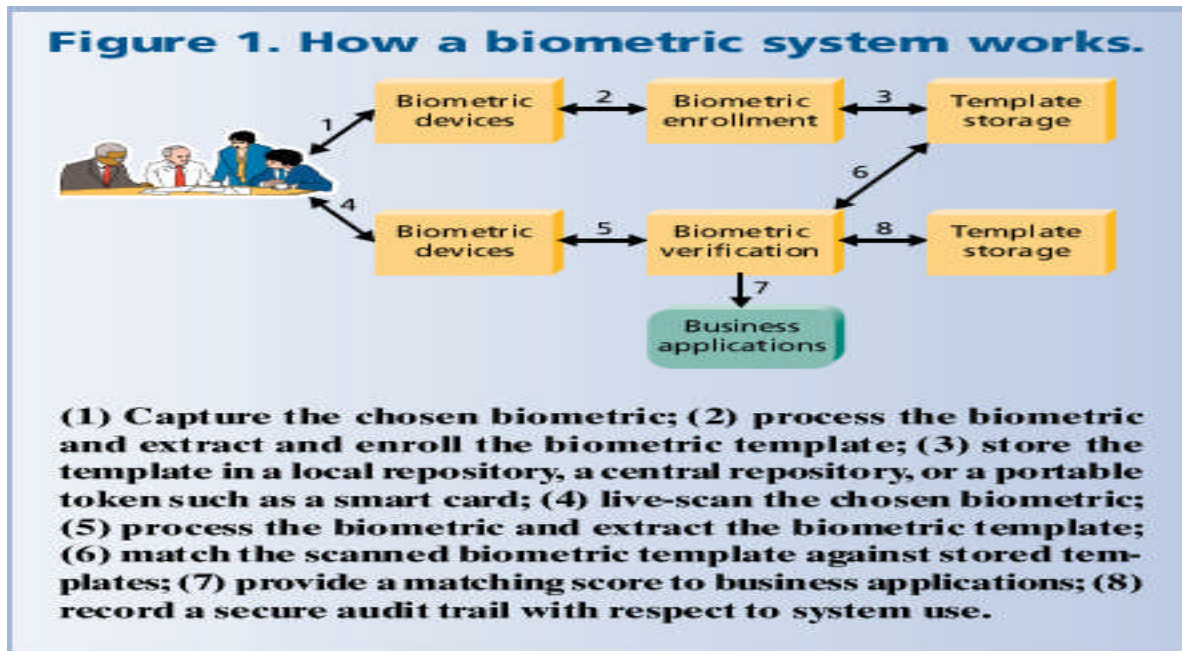 Figure 1. How a biometric system works.
Biometric
devices
2
Biometric
enrollment
3
Template
storage
1
6
4
Biometric
devices
5
Biometric
verification
8
Template
storage
7
Business
applications
(1) Capture the chosen biometric; (2) process the biometric
and extract and enroll the biometric template; (3) store the
template in a local repository, a central repository, or a portable
token such as a smart card; (4) live-scan the chosen biometric;
(5) process the biometric and extract the biometric template;
(6) match the scanned biometric template against stored tem-
plates; (7) provide a matching score to business applications; (8)
record a secure audit trail with respect to system use.